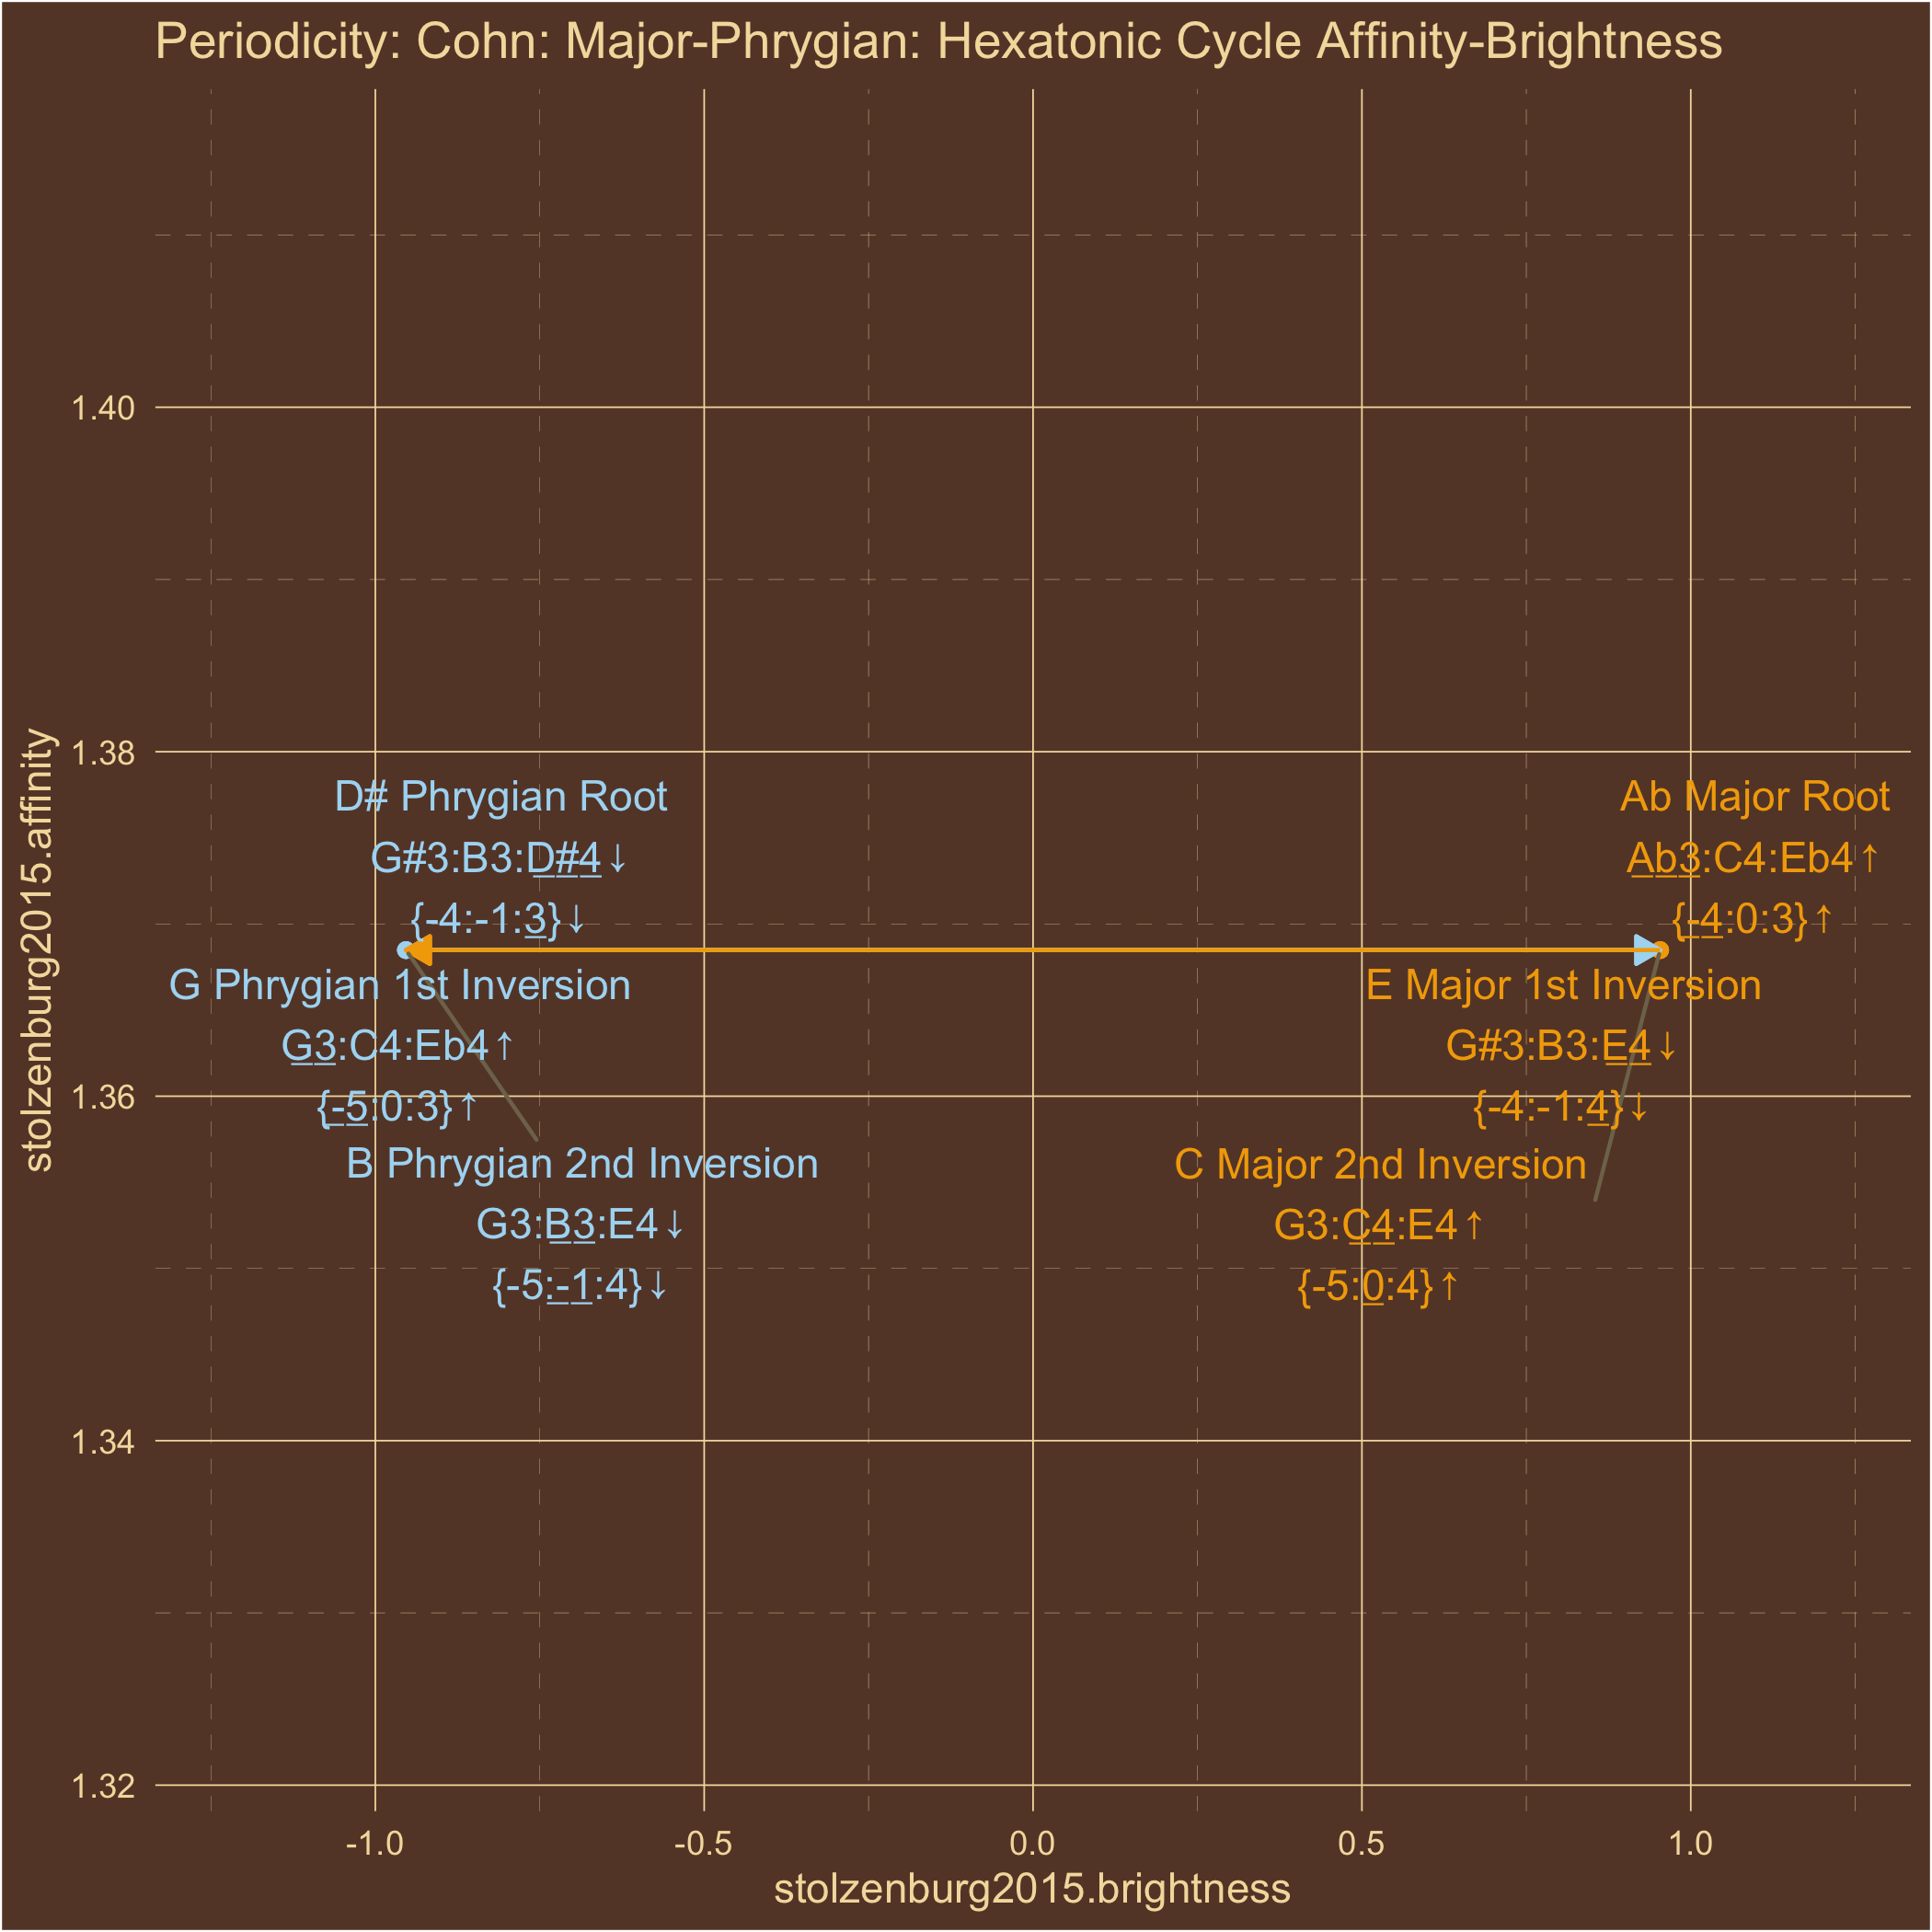 Periodicity: Cohn: Major-Phrygian: Hexatonic Cycle Affinity-Brightness
stolzenburg2015.affinity
1.40
1.38
1.36
1.34
1.32
D# Phrygian Root
G#3:B3:D#4↓
{-4:-1:3}↓
Ab Major Root
Ab3:C4:Eb4↑
{-4:0:3}↑
G Phrygian 1st Inversion
G3:C4:Eb4↑
{-5:0:3}↑
E Major 1st Inversion
G#3:B3:E4↓
{-4:-1:4}↓
B Phrygian 2nd Inversion
G3:B3:E4↓
{-5:-1:4}↓
C Major 2nd Inversion
G3:C4:E4↑
{-5:0:4}↑
-1.0
-0.5
0.0
0.5
1.0
stolzenburg2015.brightness